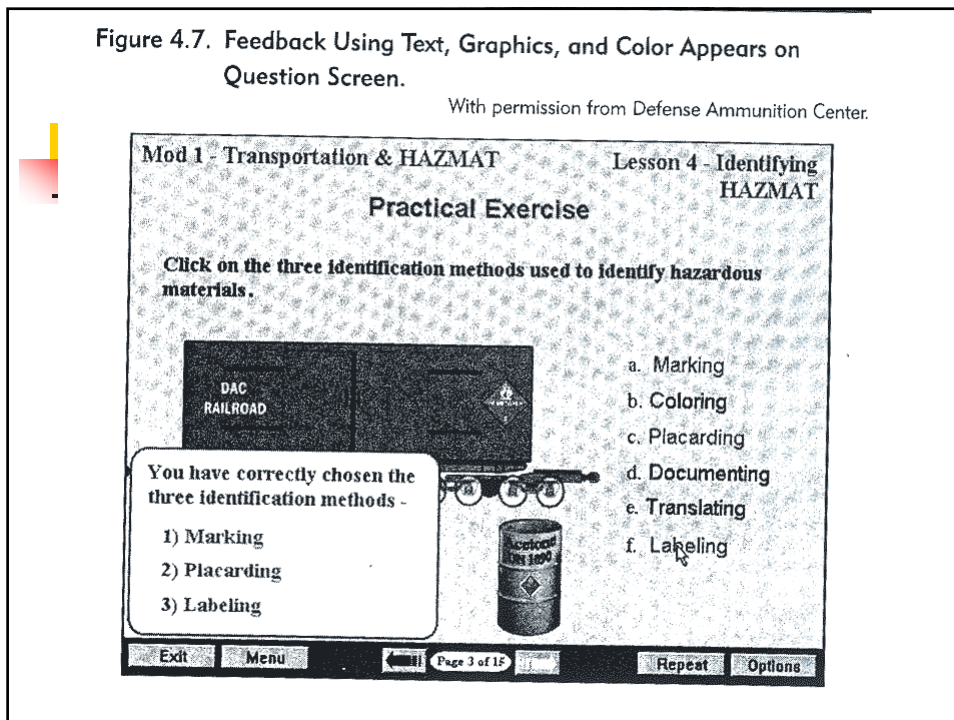 Figure 4.7. Feedback Using Text, Graphics, and Color Appears on
Question Screen.
With permission from Defense Ammunition Center.
Mod 1 - Transportation & HAZMAT
Lesson 4 - Identifying
HAZMAT
Practical Exercise
Click on the three identification methods used to identify hazardous
materials.
DAC
RAILROAD
a. Marking
b. Coloring
c. Placarding
d. Documenting
e. Translating
f. Labeling
You have correctly chosen the
three identification methods -
1) Marking
2) Placarding
3) Labeling
Acetone
UN 1090
Exit
Menu
Page 3 of 15
Repeat
Options